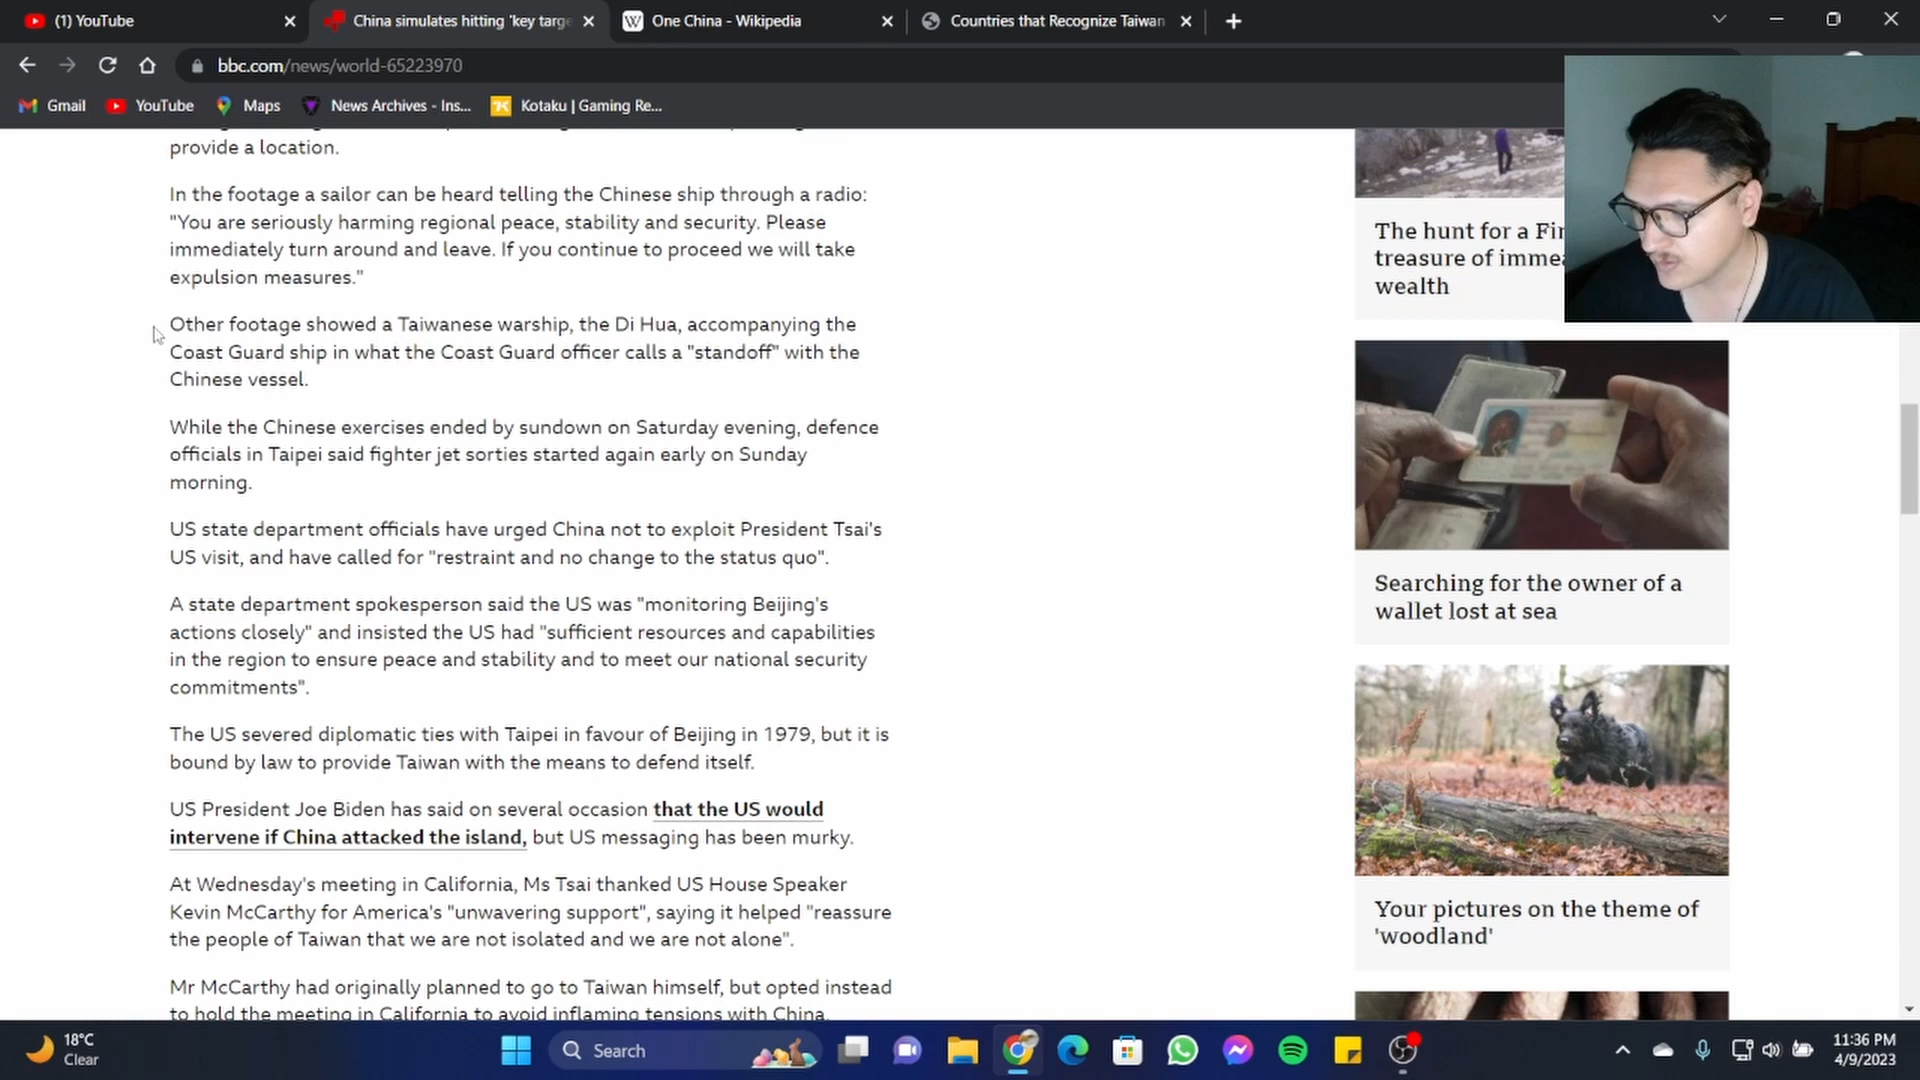 (1) YouTube
China simulates hitting 'key targe
One China - Wikipedia
Countries that Recognize Taiwan
bbc.com/news/world-65223970
Gmail
YouTube
Maps
News Archives - Ins...
Kotaku | Gaming Re...
provide a location.
In the footage a sailor can be heard telling the Chinese ship through a radio:
"You are seriously harming regional peace, stability and security. Please
immediately turn around and leave. If you continue to proceed we will take
expulsion measures."
Other footage showed a Taiwanese warship, the Di Hua, accompanying the
Coast Guard ship in what the Coast Guard officer calls a "standoff" with the
Chinese vessel.
While the Chinese exercises ended by sundown on Saturday evening, defence
officials in Taipei said fighter jet sorties started again early on Sunday
morning.
US state department officials have urged China not to exploit President Tsai's
US visit, and have called for "restraint and no change to the status quo".
A state department spokesperson said the US was "monitoring Beijing's
actions closely" and insisted the US had "sufficient resources and capabilities
in the region to ensure peace and stability and to meet our national security
commitments".
The US severed diplomatic ties with Taipei in favour of Beijing in 1979, but it is
bound by law to provide Taiwan with the means to defend itself.
US President Joe Biden has said on several occasion that the US would
intervene if China attacked the island, but US messaging has been murky.
At Wednesday's meeting in California, Ms Tsai thanked US House Speaker
Kevin McCarthy for America's "unwavering support", saying it helped "reassure
the people of Taiwan that we are not isolated and we are not alone".
Mr McCarthy had originally planned to go to Taiwan himself, but opted instead
to hold the meeting in California to avoid inflaming tensions with China.
The hunt for a
treasure of
wealth
Searching for the owner of a
wallet lost at sea
Your pictures on the theme of
'woodland'
18°C
Clear
Search
11:36 PM
4/9/2023